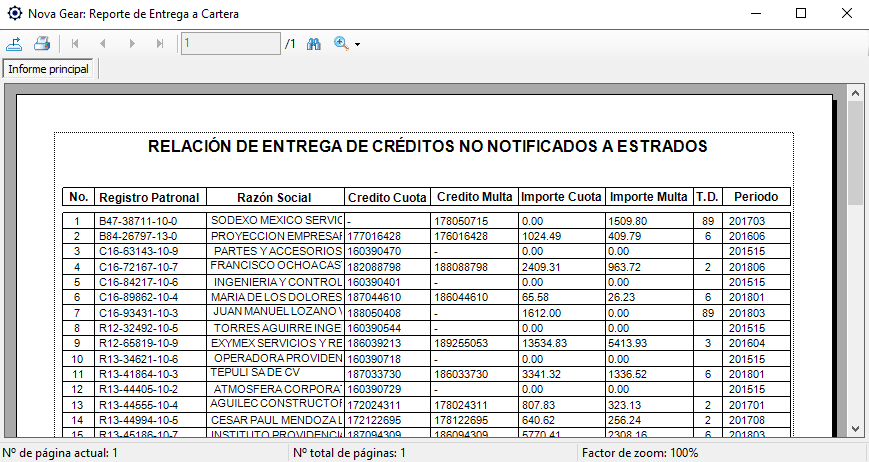 Nova Gear: Reporte de Entrega a Cartera
1 /1
Informe principal
RELACIÓN DE ENTREGA DE CRÉDITOS NO NOTIFICADOS A ESTRADOS
No. Registro Patronal Razón Social Credito Cuota Credito Multa Importe Cuota Importe Multa T.D. Periodo
1 B47-38711-10-0 SODEXO MEXICO SERVIC - 178050715 0.00 1509.80 89 201703
2 B84-26797-13-0 PROYECCION EMPRESAF 177016428 176016428 1024.49 409.79 6 201606
3 C16-63143-10-9 PARTES Y ACCESORIOS 160390470 - 0.00 0.00 201515
4 C16-72167-10-7 FRANCISCO OCHOA CAS 182088798 188088798 2409.31 963.72 2 201806
5 C16-84217-10-6 INGENIERIA Y CONTROL 160390401 - 0.00 0.00 201515
6 C16-89862-10-4 MARIA DE LOS DOLORES 187044610 186044610 65.58 26.23 6 201801
7 C16-93431-10-3 JUAN MANUEL LOZANO V 188050408 - 1612.00 0.00 89 201803
8 R12-32492-10-5 TORRES AGUIRRE INGE 160390544 - 0.00 0.00 201515
9 R12-65819-10-9 EXYMEX SERVICIOS Y RE 186039213 189255053 13534.83 5413.93 3 201604
10 R13-34621-10-6 OPERADORA PROVIDEN 160390718 - 0.00 0.00 201515
11 R13-41864-10-3 TEPULI SA DE CV 187033730 186033730 3341.32 1336.52 6 201801
12 R13-44405-10-2 ATMOSFERA CORPORA 160390729 - 0.00 0.00 201515
13 R13-44555-10-4 AGUILEC CONSTRUCTOF 172024311 178024311 807.83 323.13 2 201701
14 R13-44994-10-5 CESAR PAUL MENDOZA L 172122695 178122695 640.62 256.24 2 201708
15 R13-45186-10-7 INSTITUTO PROVIDENCIA 187094309 186094309 5770.41 2308.16 6 201803
Nº de página actual: 1 Nº total de páginas: 1 Factor de zoom: 100%